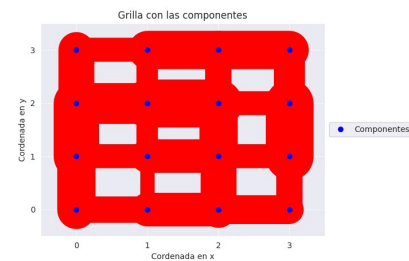 Grilla con las componentes
3
2
1
0
Cordenada en y
0 1 2 3
Cordenada en x
Componentes